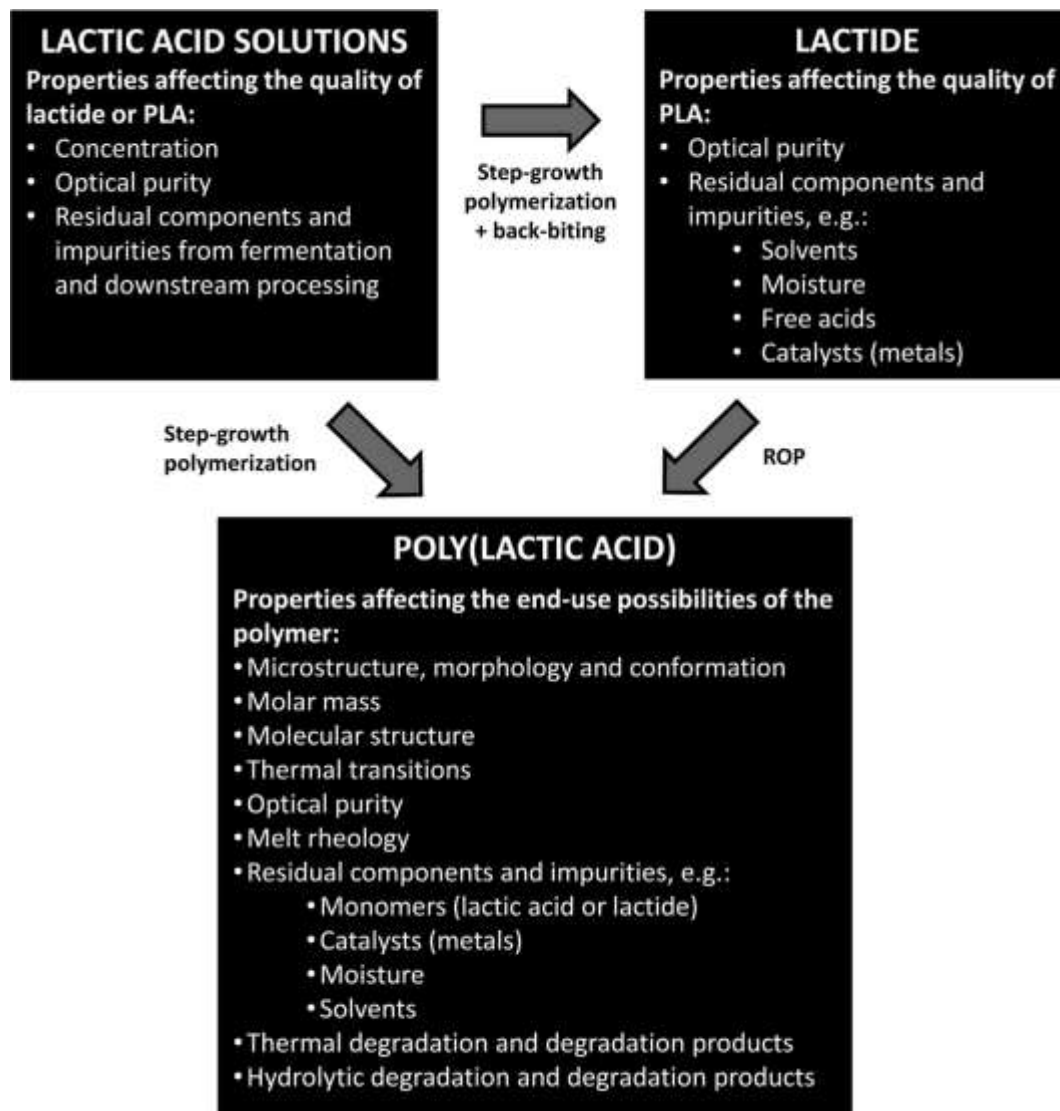 LACTIC ACID SOLUTIONS
Properties affecting the quality of
lactide or PLA:
• Concentration
• Optical purity
• Residual components and
impurities from fermentation
and downstream processing
Step-growth
polymerization
+ back-biting
LACTIDE
Properties affecting the quality of
PLA:
• Optical purity
• Residual components and
impurities, e.g.:
• Solvents
• Moisture
• Free acids
• Catalysts (metals)
Step-growth
polymerization
ROP
POLY(LACTIC ACID)
Properties affecting the end-use possibilities of the
polymer:
• Microstructure, morphology and conformation
• Molar mass
• Molecular structure
• Thermal transitions
• Optical purity
• Melt rheology
• Residual components and impurities, e.g.:
• Monomers (lactic acid or lactide)
• Catalysts (metals)
• Moisture
• Solvents
• Thermal degradation and degradation products
• Hydrolytic degradation and degradation products